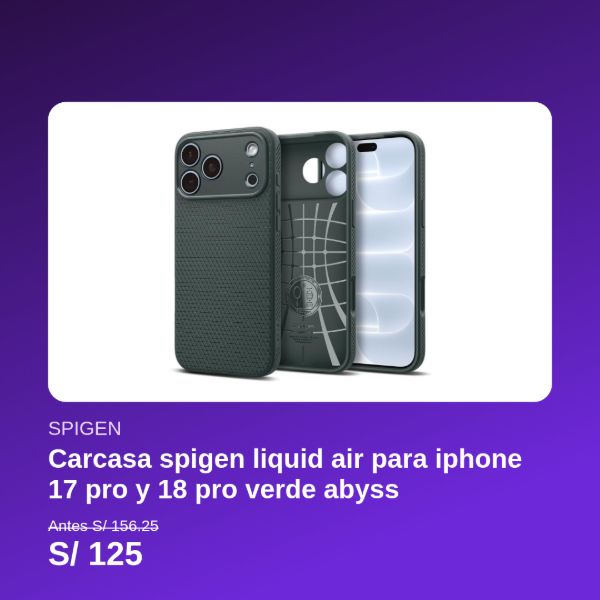 SPIGEN
Carcasa spigen liquid air para iphone
17 pro y 18 pro verde abyss
Antes S/ 156.25
S/ 125